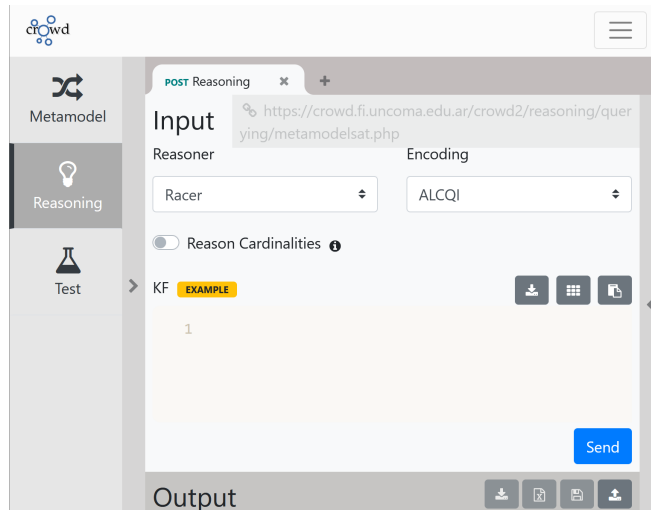 crowd
Metamodel
Reasoning
Test
POST Reasoning
Input
https://crowd.fi.uncoma.edu.ar/crowd2/reasoning/quer
ying/metamodelsat.php
Reasoner Encoding
Racer ALCQI
Reason Cardinalities
KF EXAMPLE
1
Send
Output